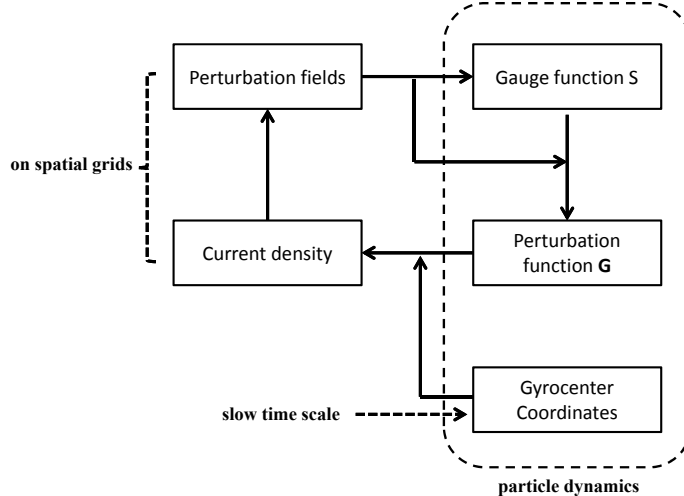 Perturbation fields
Gauge function S
on spatial grids
Current density
Perturbation
function G
slow time scale
Gyrocenter
Coordinates
particle dynamics